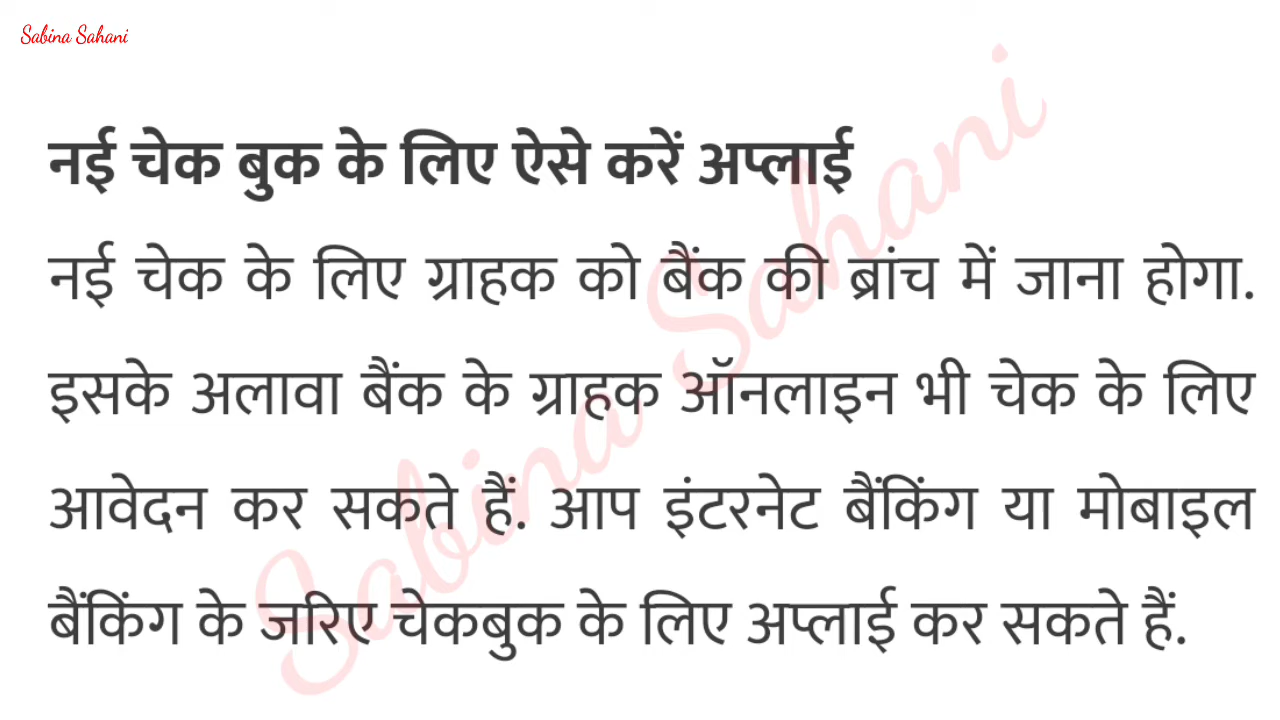 Sabina Sahani
नई चेक बुक के लिए ऐसे करें अप्लाई
नई चेक के लिए ग्राहक को बैंक की ब्रांच में जाना होगा.
इसके अलावा बैंक के ग्राहक ऑनलाइन भी चेक के लिए
आवेदन कर सकते हैं. आप इंटरनेट बैंकिंग या मोबाइल
बैंकिंग के जरिए चेकबुक के लिए अप्लाई कर सकते हैं.
Sabina Sahani